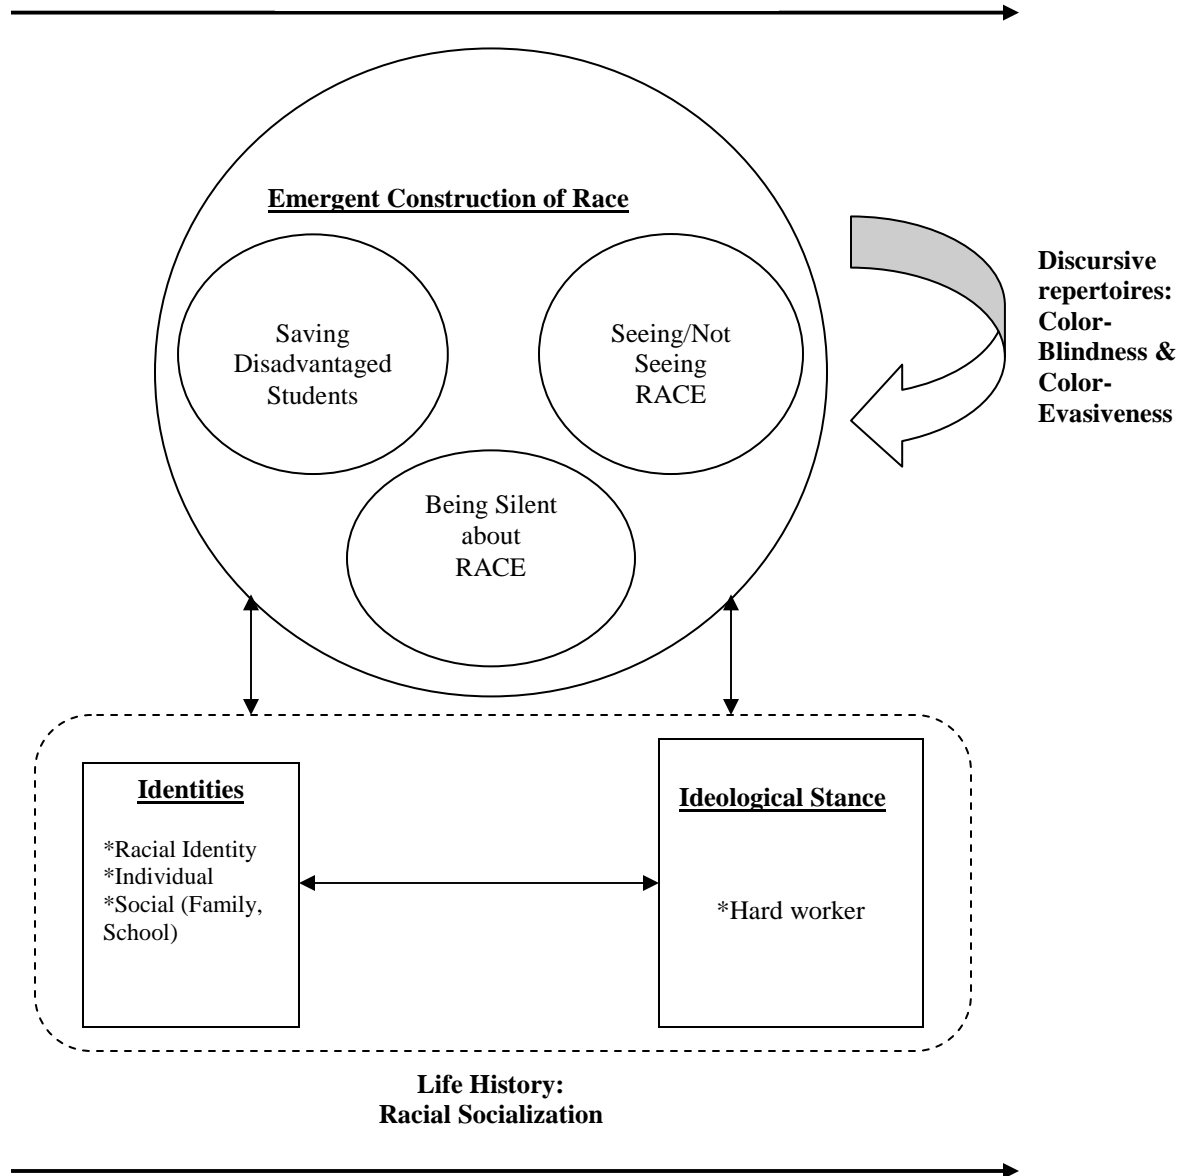 Emergent Construction of Race
Saving
Disadvantaged
Students
Seeing/Not
Seeing
RACE
Being Silent
about
RACE
Discursive
repertoires:
Color-
Blindness &
Color-
Evasiveness
Identities
*Racial Identity
*Individual
*Social (Family,
School)
Ideological Stance
*Hard worker
Life History:
Racial Socialization